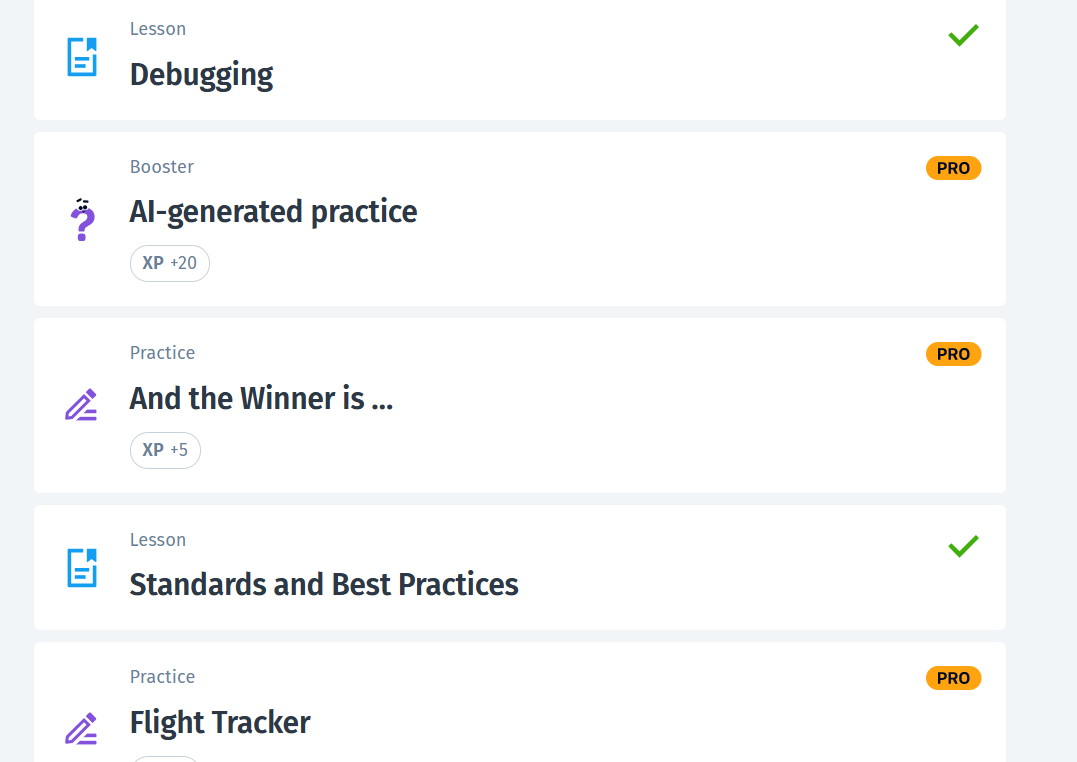 Lesson
Debugging
Booster
PRO
AI-generated practice
XP +20
Practice
PRO
And the Winner is ...
XP +5
Lesson
Standards and Best Practices
Practice
PRO
Flight Tracker